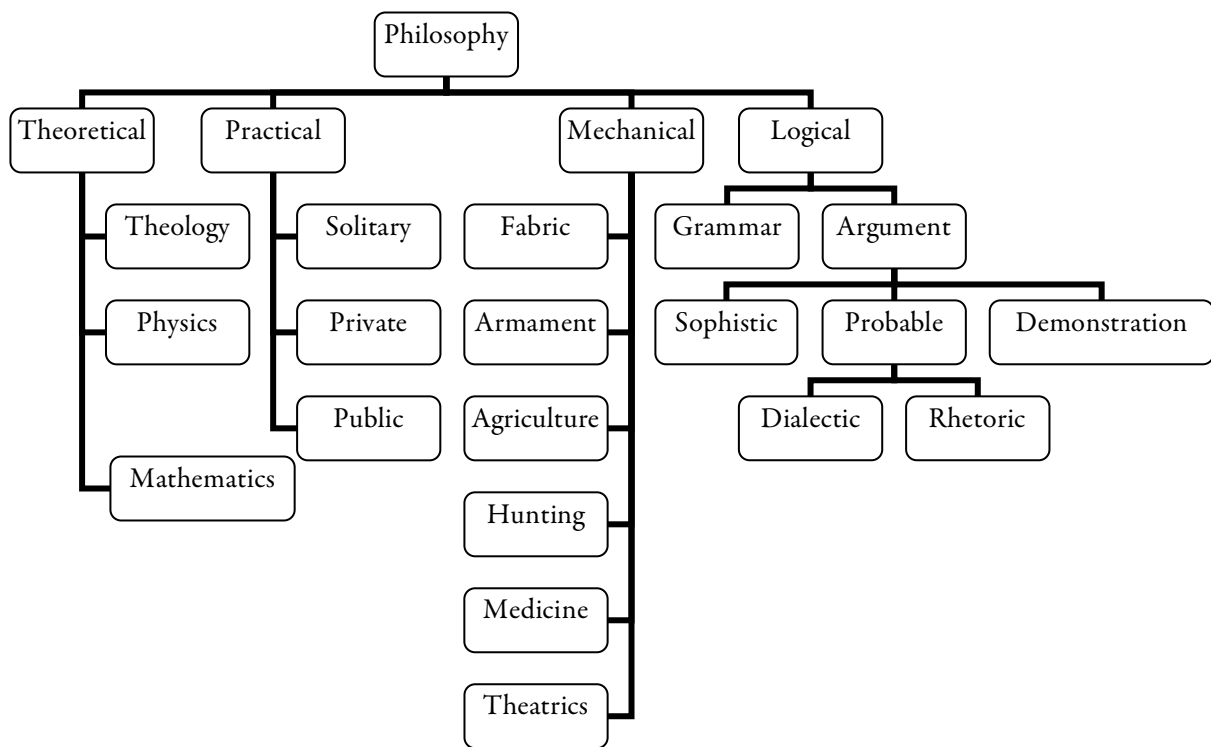 Philosophy
Theoretical
Practical
Mechanical
Logical
Theology
Solitary
Fabric
Grammar
Argument
Physics
Private
Armament
Sophistic
Probable
Demonstration
Public
Agriculture
Dialectic
Rhetoric
Mathematics
Hunting
Medicine
Theatrics